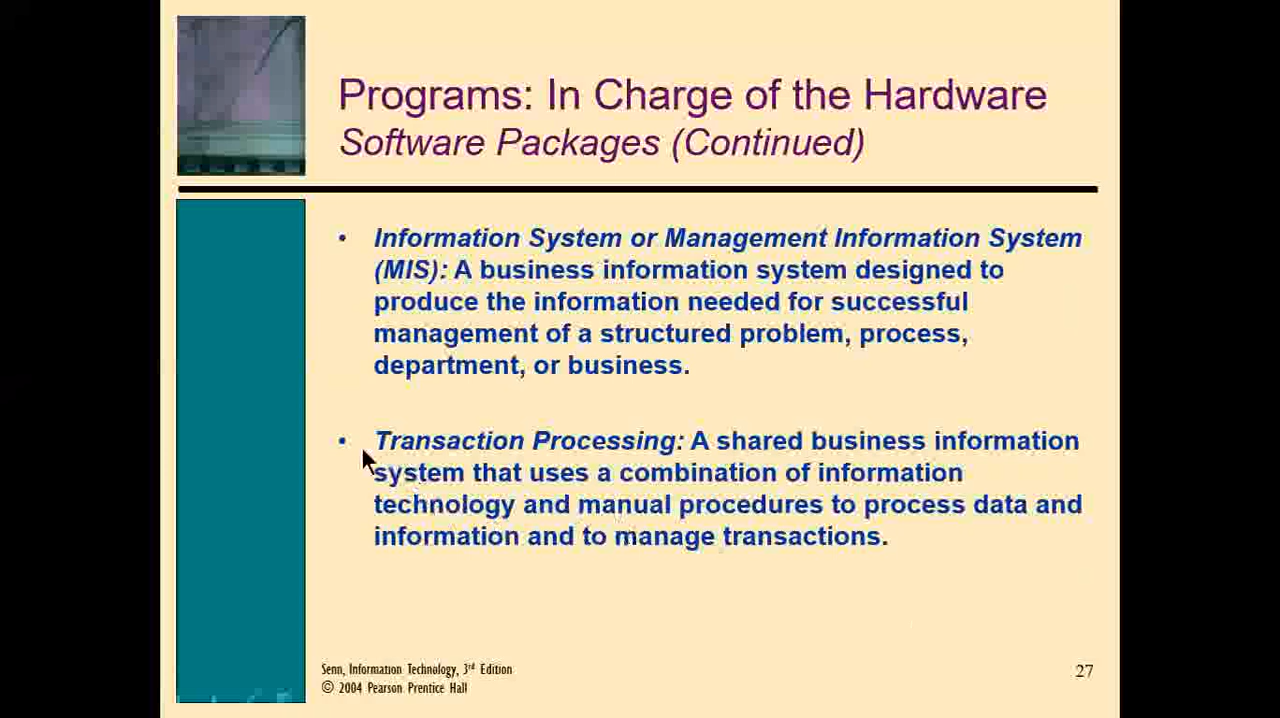 Programs: In Charge of the Hardware
Software Packages (Continued)
• Information System or Management Information System
(MIS): A business information system designed to
produce the information needed for successful
management of a structured problem, process,
department, or business.
• Transaction Processing: A shared business information
system that uses a combination of information
technology and manual procedures to process data and
information and to manage transactions.
Senn, Information Technology, 3rd Edition
© 2004 Pearson Prentice Hall
27